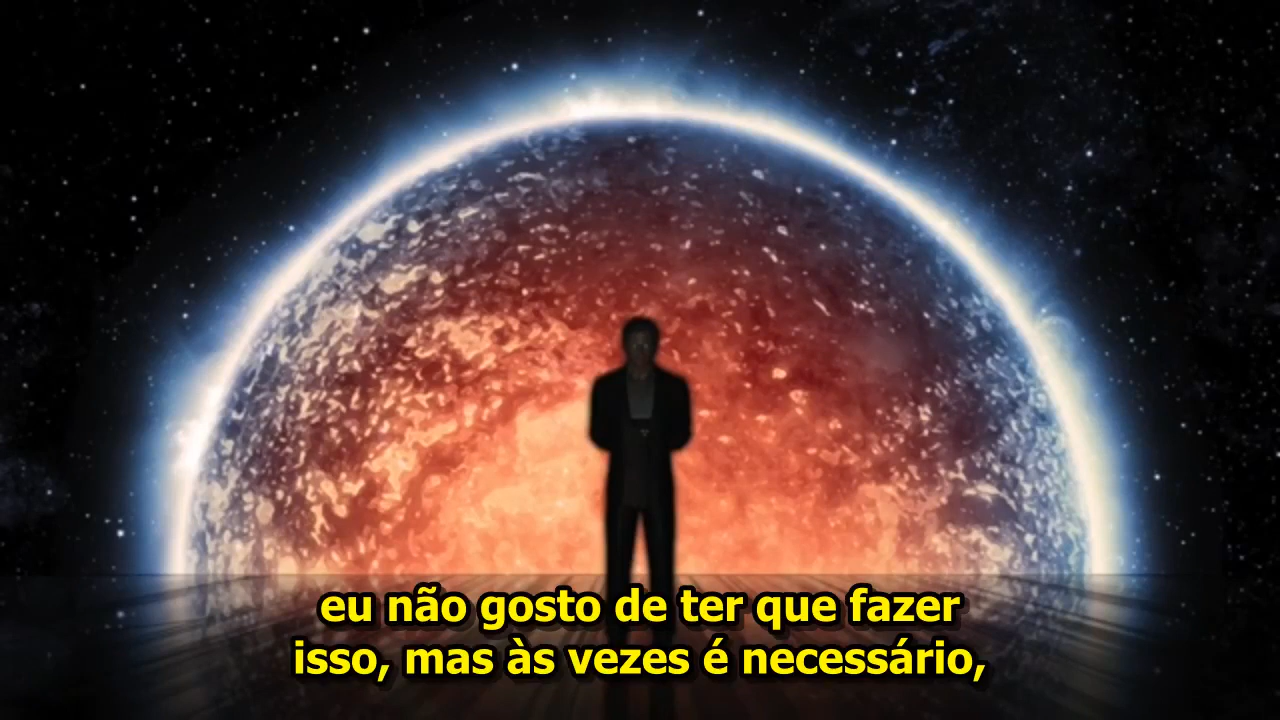 eu não gosto de ter que fazer
isso, mas às vezes é necessário,